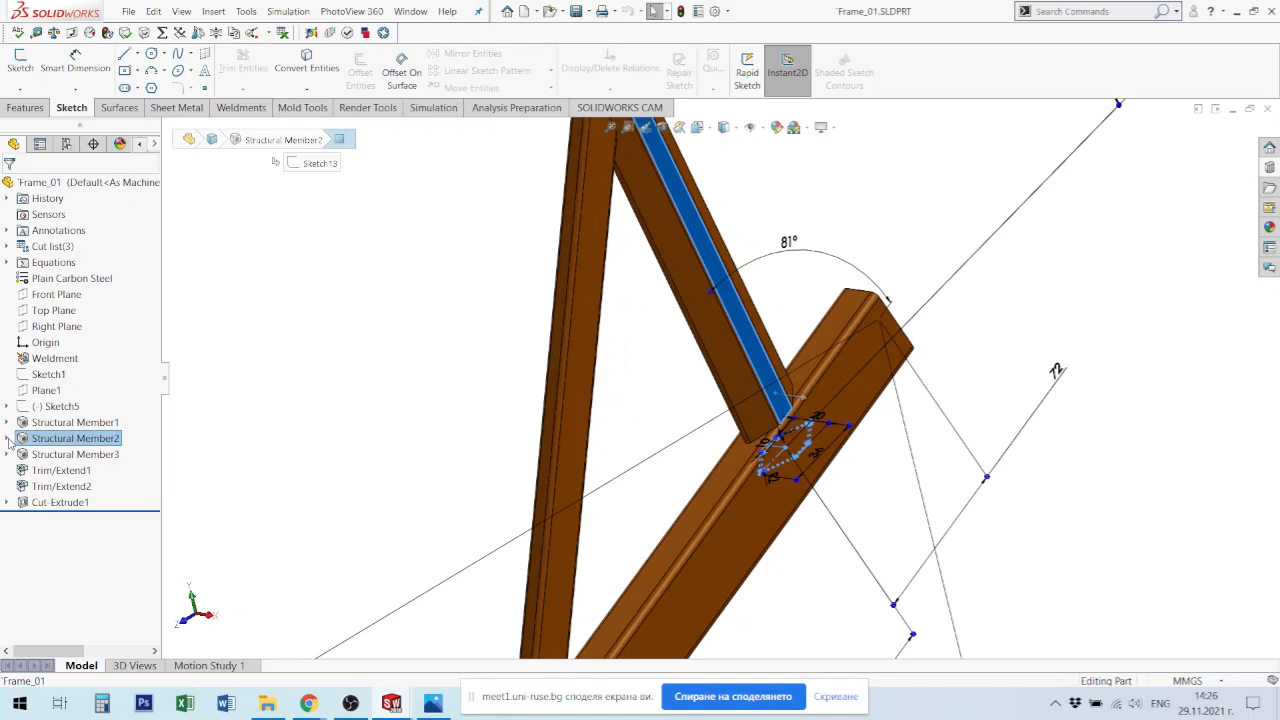 SOLIDWORKS File Edit View Insert Tools Simulation PhotoView 360 Window Help `Frame_01.SLDPRT Search Commands
Sketch Smart Dimension Trim Entities Convert Entities Offset Entities Offset On Surface Mirror Entities Linear Sketch Pattern Move Entities Display/Delete Relations Repair Sketch Qui... Rapid Sketch Instant2D Shaded Sketch Contours
Features Sketch Surfaces Sheet Metal Weldments Mold Tools Render Tools Simulation Analysis Preparation SOLIDWORKS CAM
Structural Member2
Sketch13
`Frame_01 (Default<As Machine
History
Sensors
Annotations
Cut list(3)
Equations
Plain Carbon Steel
Front Plane
Top Plane
Right Plane
Origin
Weldment
Sketch1
Plane1
(-) Sketch5
Structural Member1
Structural Member2
Structural Member3
Trim/Extend1
Trim/Extend2
Cut-Extrude1
81°
72
20
Y
X
Z
Model 3D Views Motion Study 1
`Frame_01 Editing Part MMGS
meet1.uni-ruse.bg споделя екрана ви. Спиране на споделянето Скриване
ENG 14:26
29.11.2021 г.